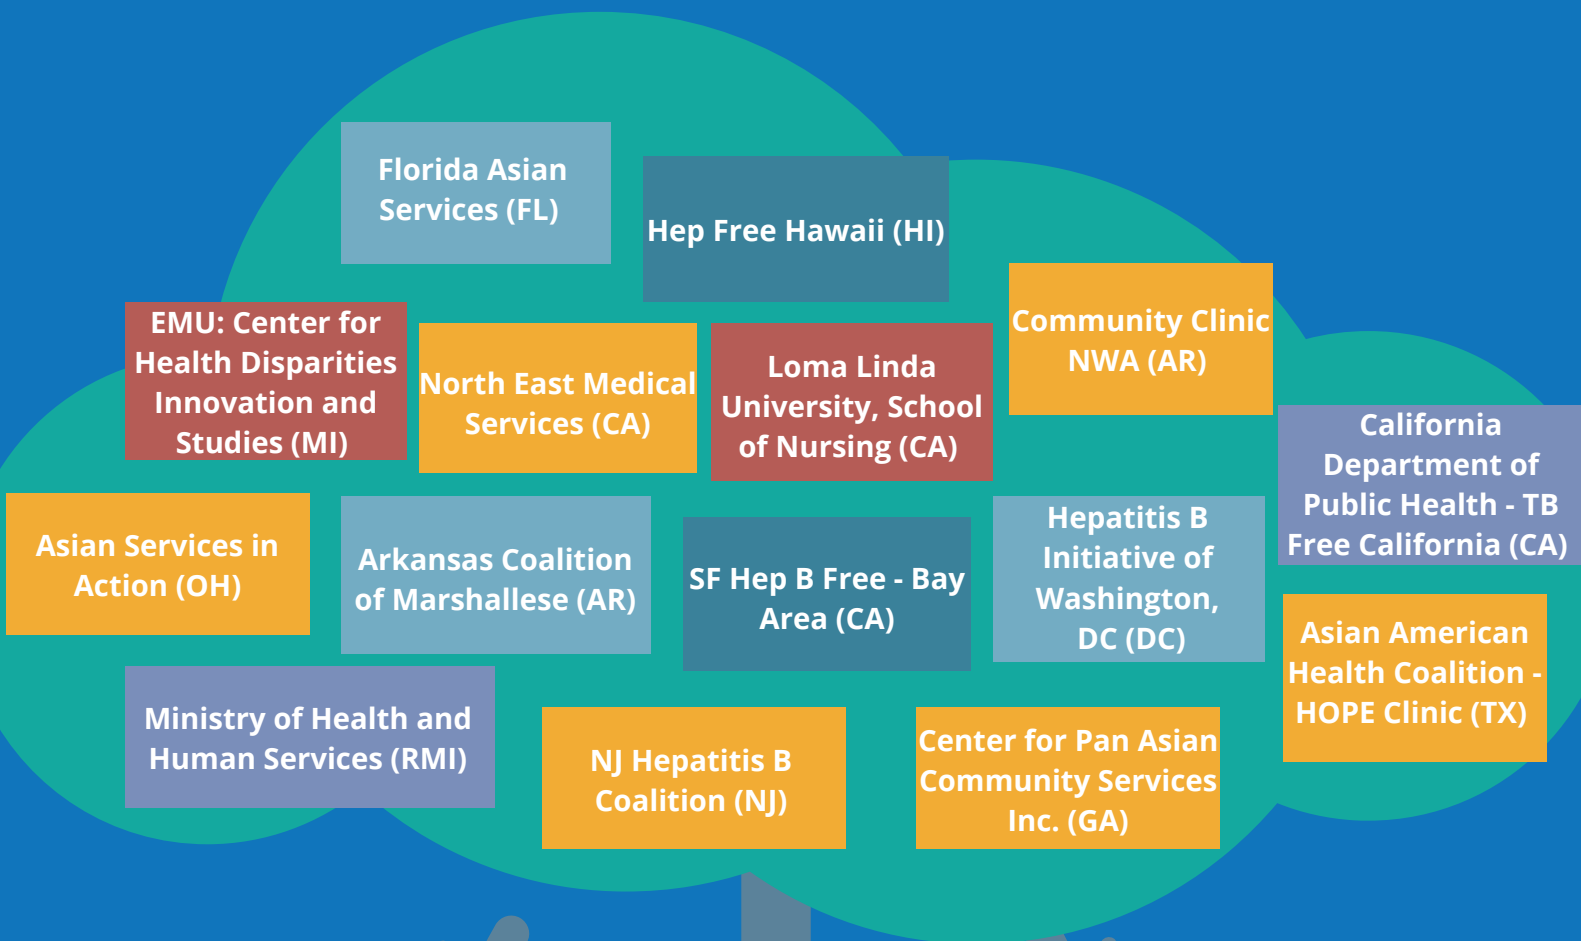 Florida Asian
Services (FL)
Hep Free Hawaii (HI)
Community Clinic
NWA (AR)
EMU: Center for
Health Disparities
Innovation and
Studies (MI)
North East Medical
Services (CA)
Loma Linda
University, School
of Nursing (CA)
California
Department of
Public Health - TB
Free California (CA)
Asian Services in
Action (OH)
Arkansas Coalition
of Marshallese (AR)
SF Hep B Free - Bay
Area (CA)
Hepatitis B
Initiative of
Washington,
DC (DC)
Asian American
Health Coalition -
HOPE Clinic (TX)
Ministry of Health and
Human Services (RMI)
NJ Hepatitis B
Coalition (NJ)
Center for Pan Asian
Community Services
Inc. (GA)